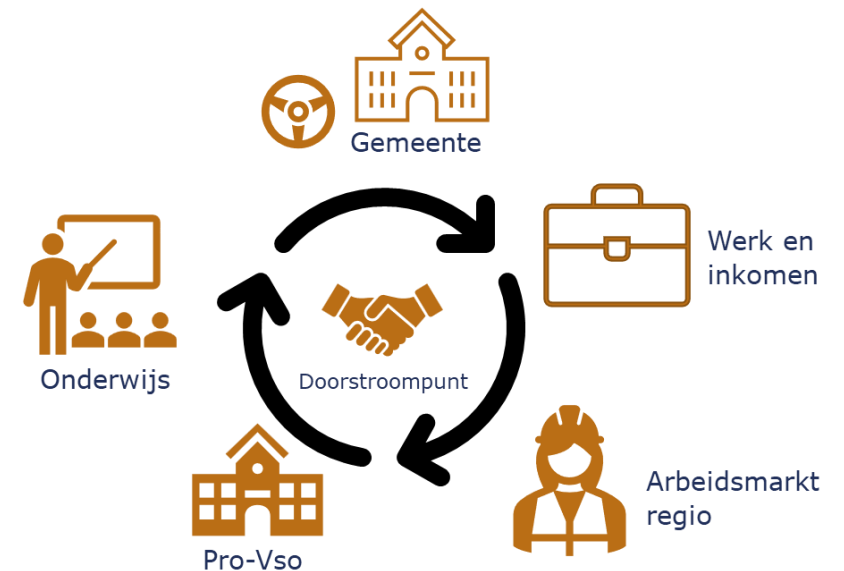 Gemeente
Werk en
inkomen
Doorstroompunt
Onderwijs
Arbeidsmarkt
regio
Pro-Vso